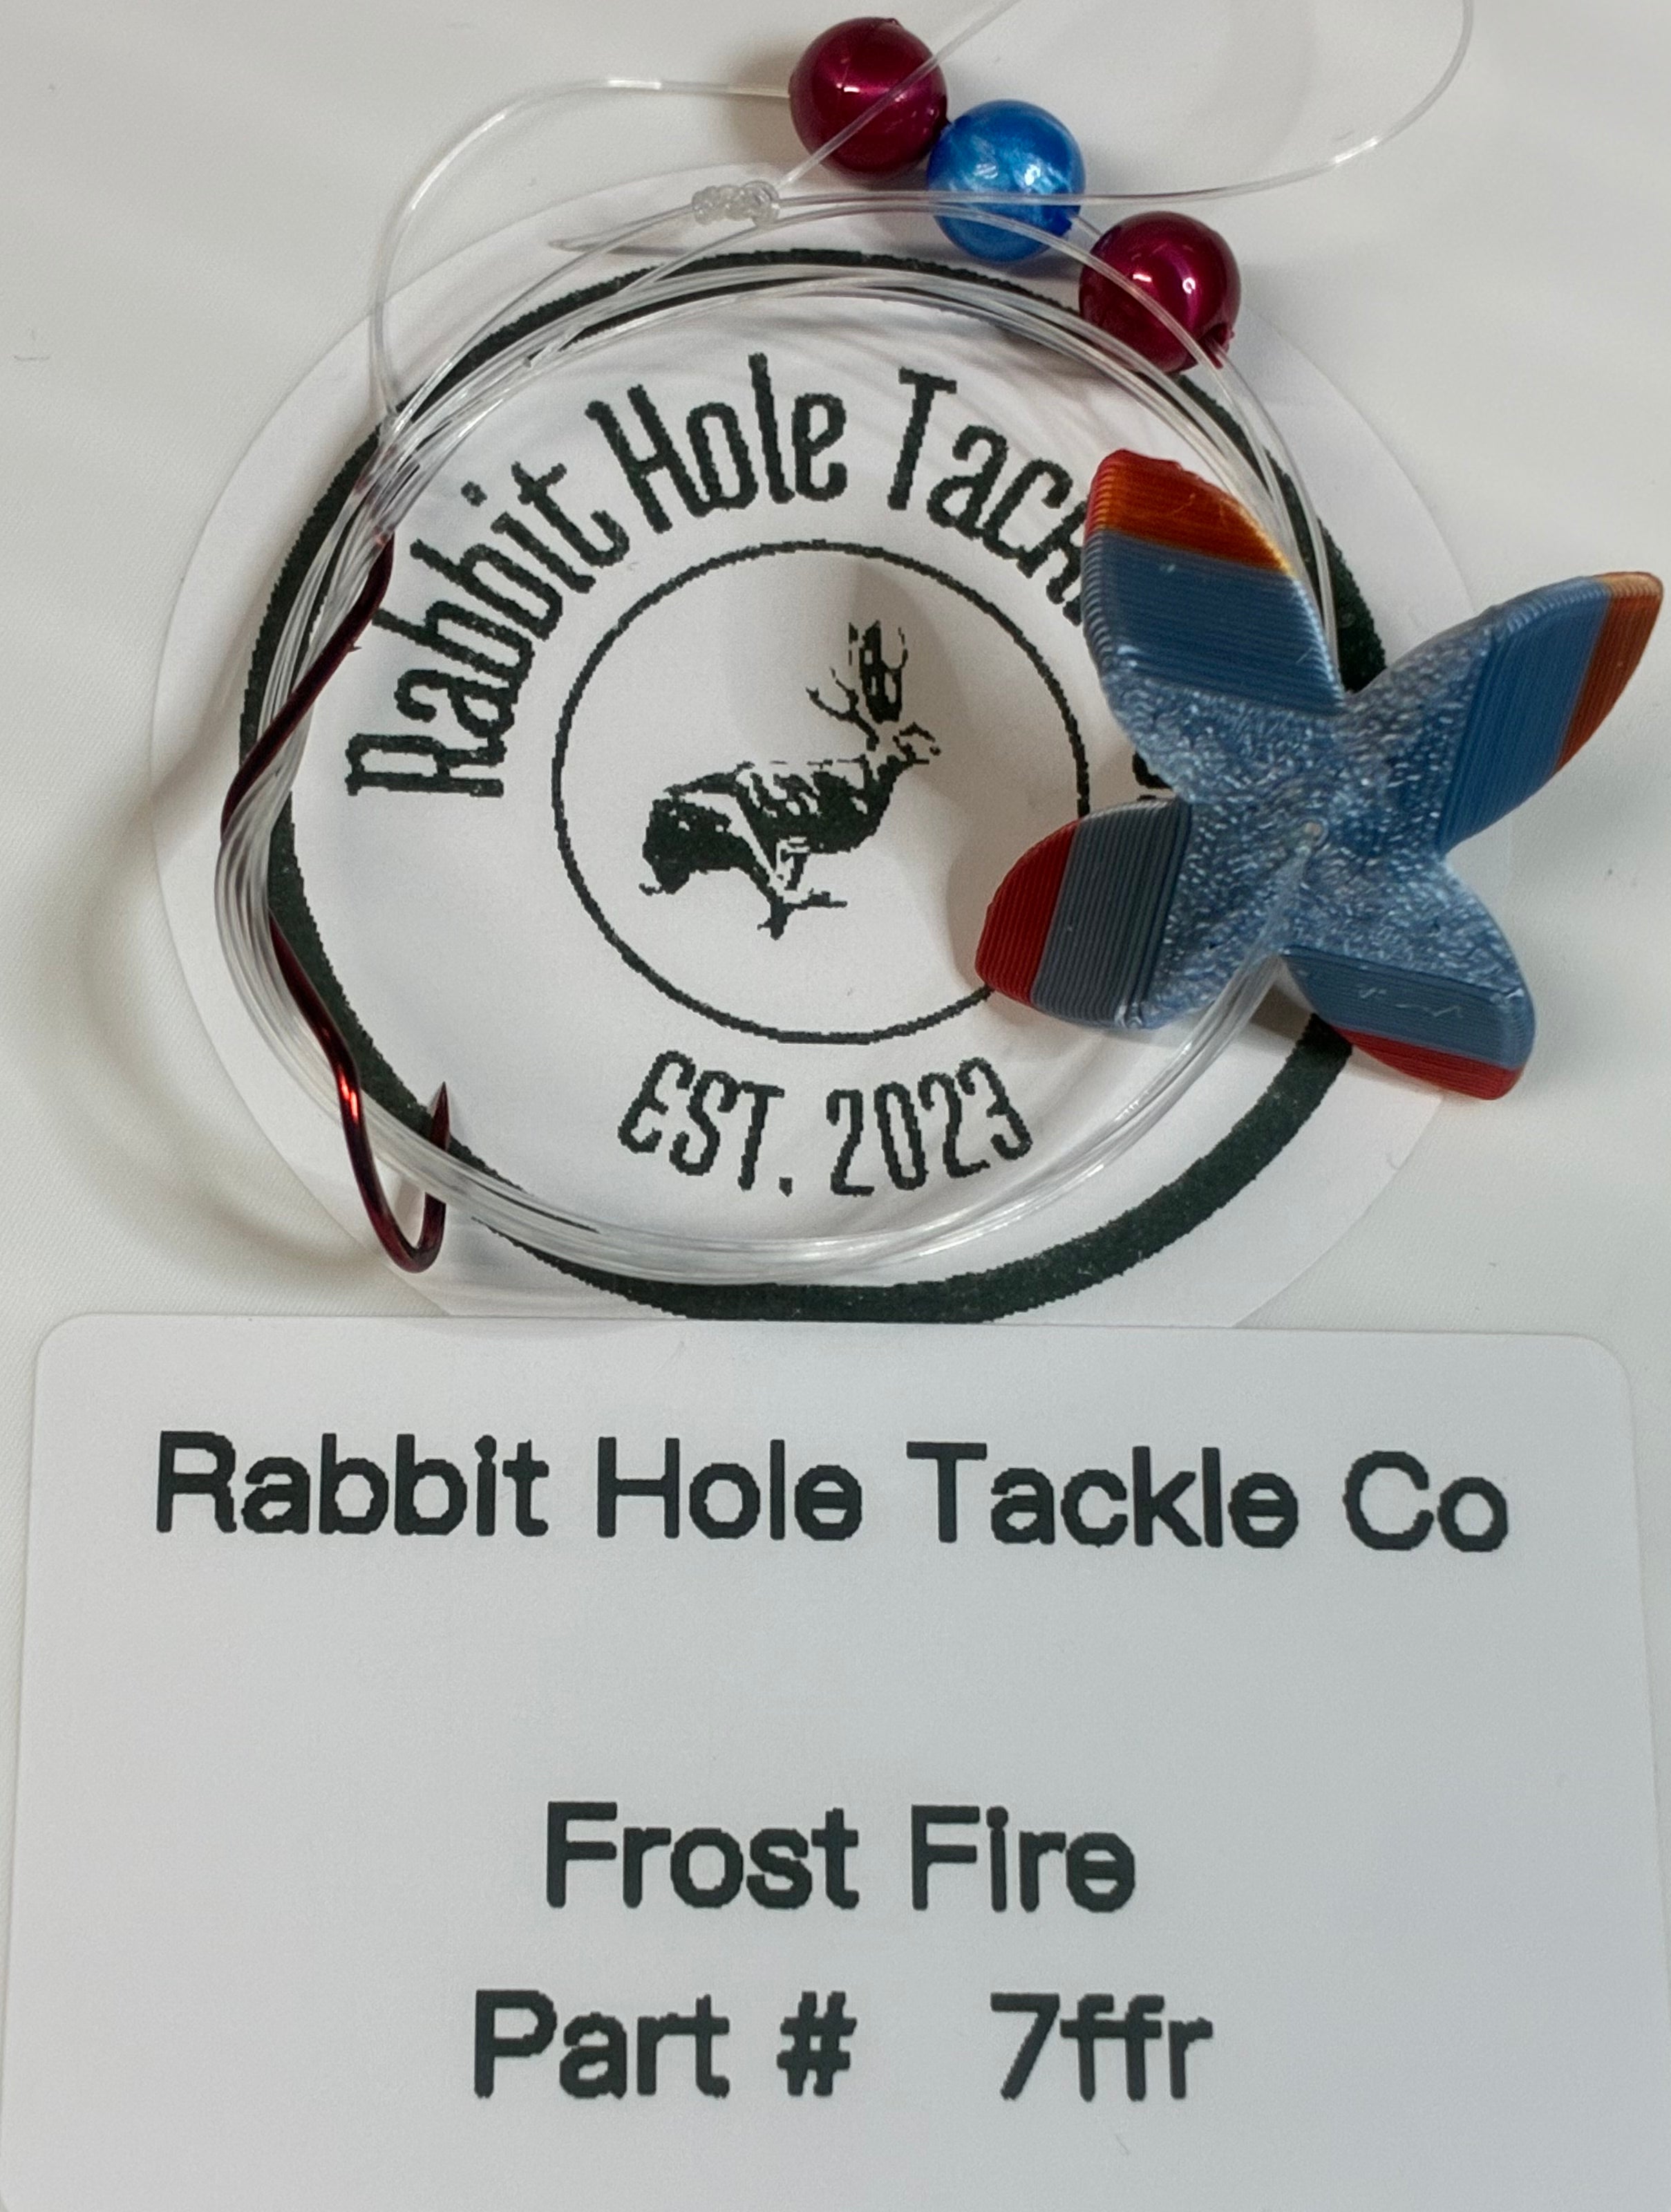 Rabbit Hole Tack
EST. 2023
Rabbit Hole Tackle Co
Frost Fire
Part # 7ffr